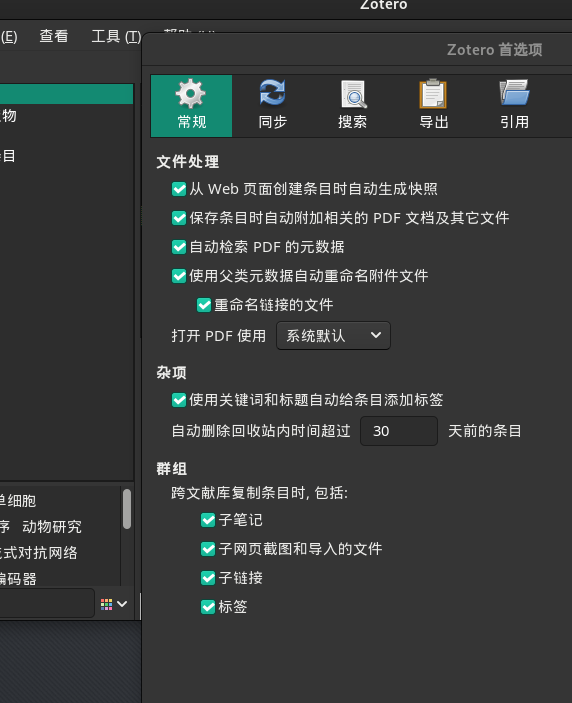 Zotero
(E) 查看 工具 (T)
Zotero 首选项
常规 同步 搜索 导出 引用
物
目
文件处理
从 Web 页面创建条目时自动生成快照
保存条目时自动附加相关的 PDF 文档及其它文件
自动检索 PDF 的元数据
使用父类元数据自动重命名附件文件
重命名链接的文件
打开 PDF 使用 系统默认
杂项
使用关键词和标题自动给条目添加标签
自动删除回收站内时间超过 30 天前的条目
群组
跨文献库复制条目时, 包括:
子笔记
子网页截图和导入的文件
子链接
标签
单细胞
序 动物研究
式对抗网络
编码器